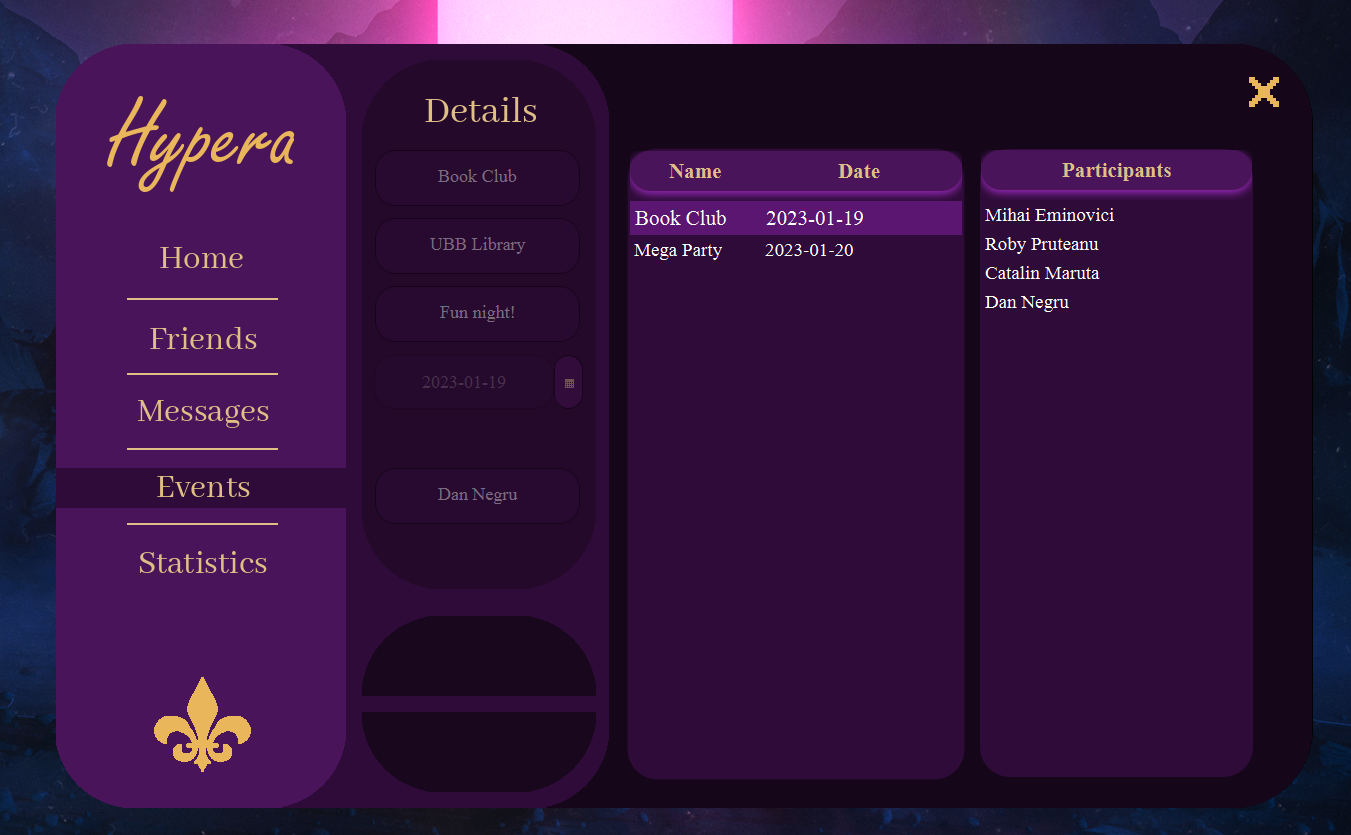 Hypera
Home
Friends
Messages
Events
Statistics
Details
Book Club
UBB Library
Fun night!
2023-01-19
Dan Negru
Name Date
Book Club 2023-01-19
Mega Party 2023-01-20
Participants
Mihai Eminovici
Roby Pruteanu
Catalin Maruta
Dan Negru